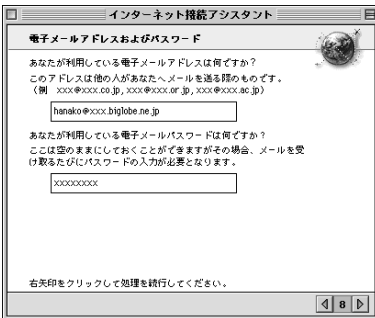 インターネット接続アシスタント
電子メールアドレスおよびパスワード
あなたが利用している電子メールアドレスは何ですか？
このアドレスは他の人があなたへメールを送る際のものです。
（例　xxx@xxx.co.jp, xxx@xxx.or.jp, xxx@xxx.ac.jp）
hanako@xxx.biglobe.ne.jp
あなたが利用している電子メールパスワードは何ですか？
ここは空のままにしておくことができますがその場合、メールを受
け取るたびにパスワードの入力が必要となります。
xxxxxxxx
右矢印をクリックして処理を続行してください。
8